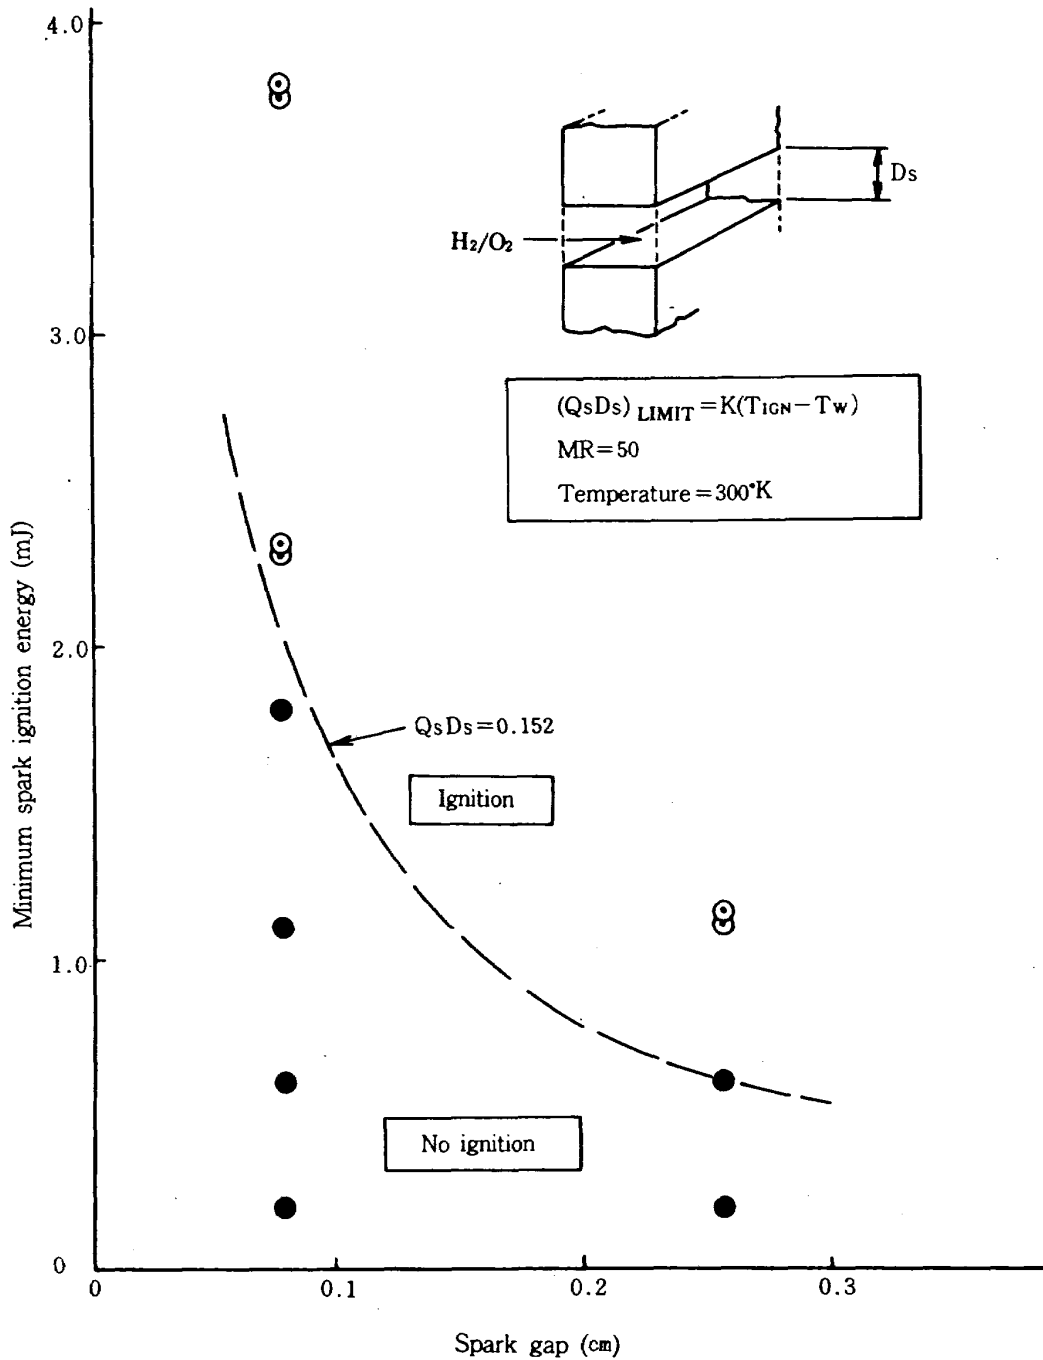 4.0
3.0
2.0
1.0
0
0
0.1
0.2
0.3
Minimum spark ignition energy (mJ)
Spark gap (cm)
H₂/O₂
Ds
(QsDs) LIMIT = K(TIGN − Tw)
MR = 50
Temperature = 300°K
QsDs = 0.152
Ignition
No ignition